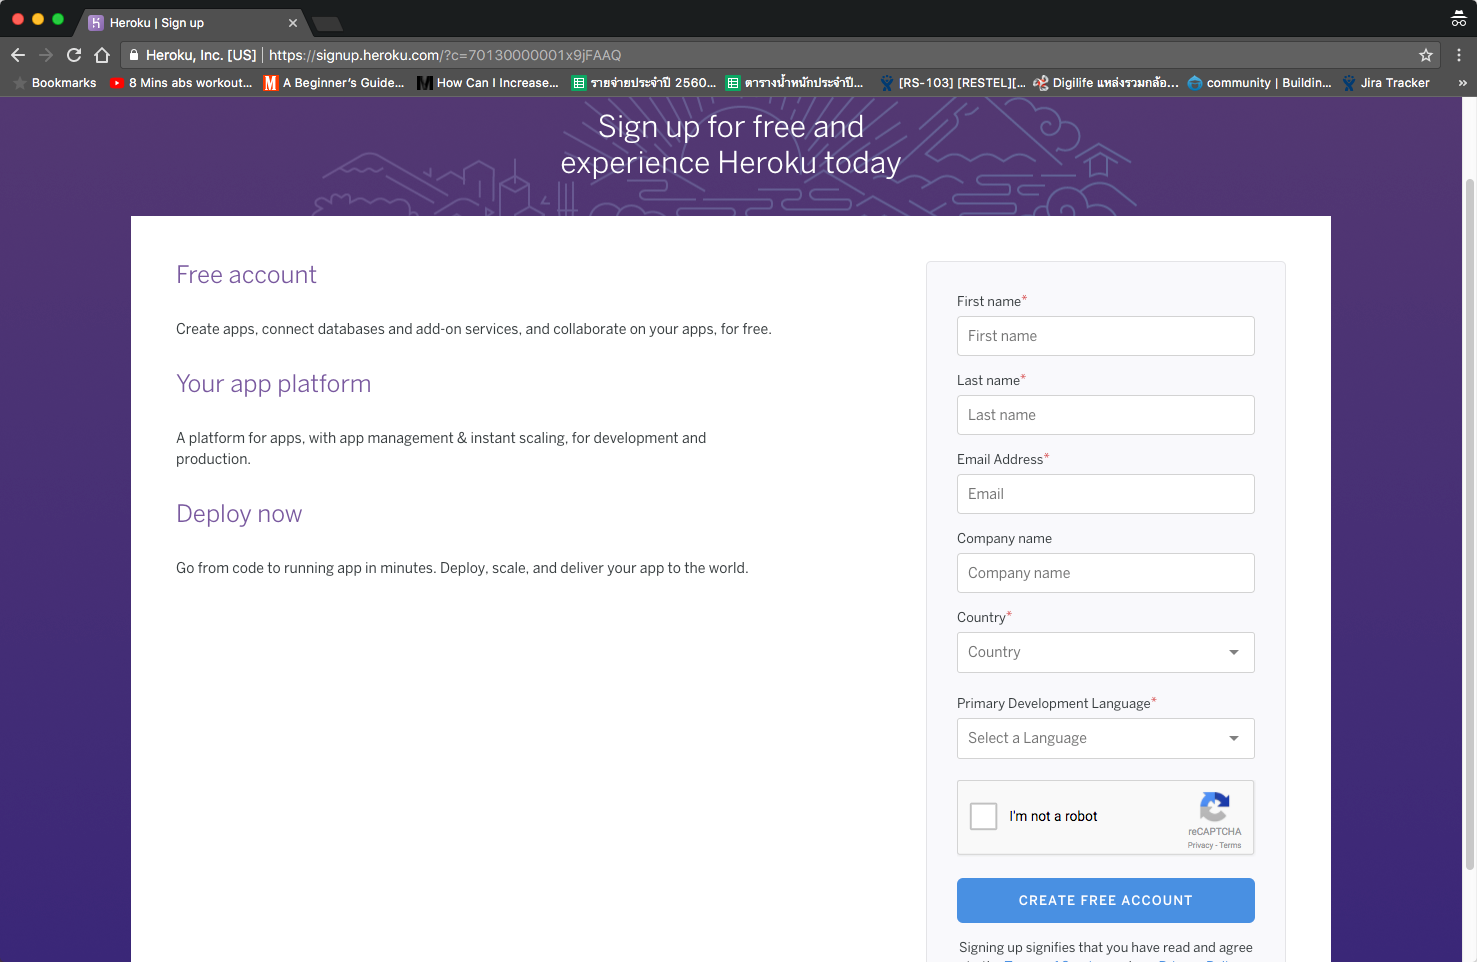 Heroku | Sign up
Heroku, Inc. [US] | https://signup.heroku.com/?c=70130000001x9jFAAQ
Bookmarks 8 Mins abs workout... A Beginner's Guide... How Can I Increase... รายจ่ายประจำปี 2560... ตารางน้ำหนักประจำปี... [RS-103] [RESTEL][... Digilife แหล่งรวมกล้อ... community | Buildin... Jira Tracker »
Sign up for free and
experience Heroku today
Free account
Create apps, connect databases and add-on services, and collaborate on your apps, for free.
Your app platform
A platform for apps, with app management & instant scaling, for development and
production.
Deploy now
Go from code to running app in minutes. Deploy, scale, and deliver your app to the world.
First name*
First name
Last name*
Last name
Email Address*
Email
Company name
Company name
Country*
Country
Primary Development Language*
Select a Language
I'm not a robot
reCAPTCHA
Privacy - Terms
CREATE FREE ACCOUNT
Signing up signifies that you have read and agree